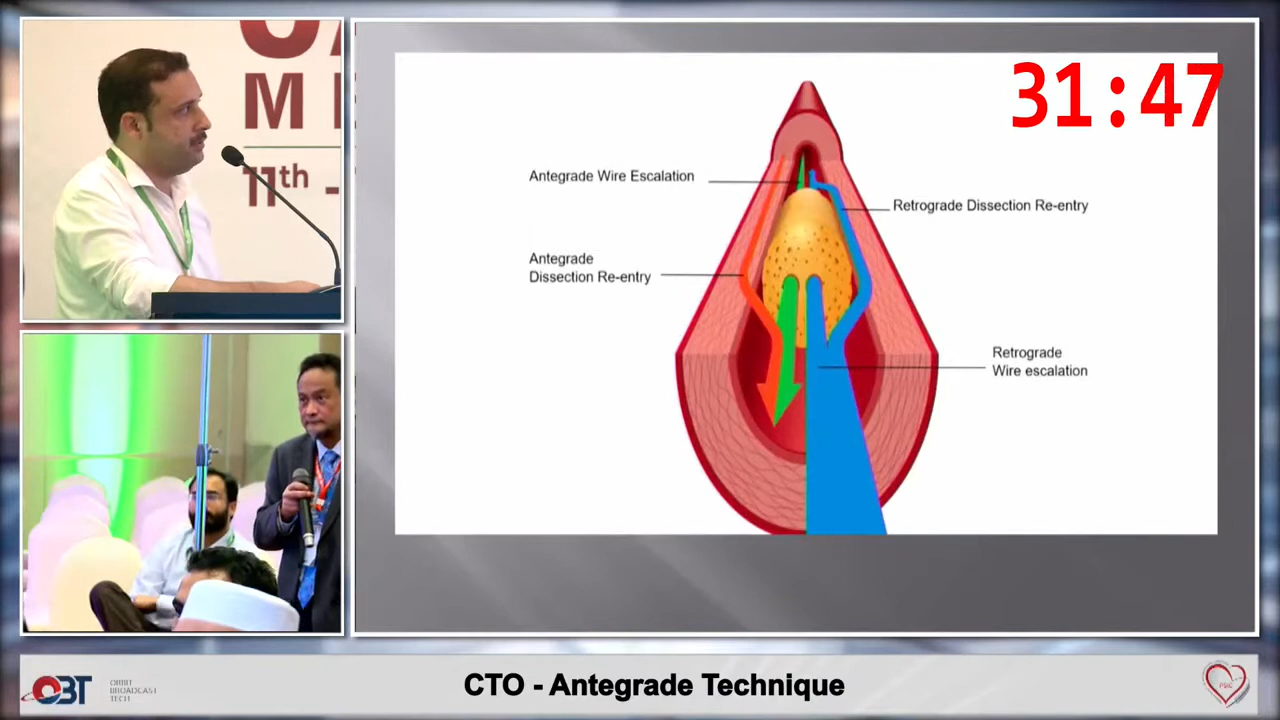 M
11th -
31:47
Antegrade Wire Escalation
Retrograde Dissection Re-entry
Antegrade
Dissection Re-entry
Retrograde
Wire escalation
OBT
ORBIT
BROADCAST
TECH
CTO - Antegrade Technique